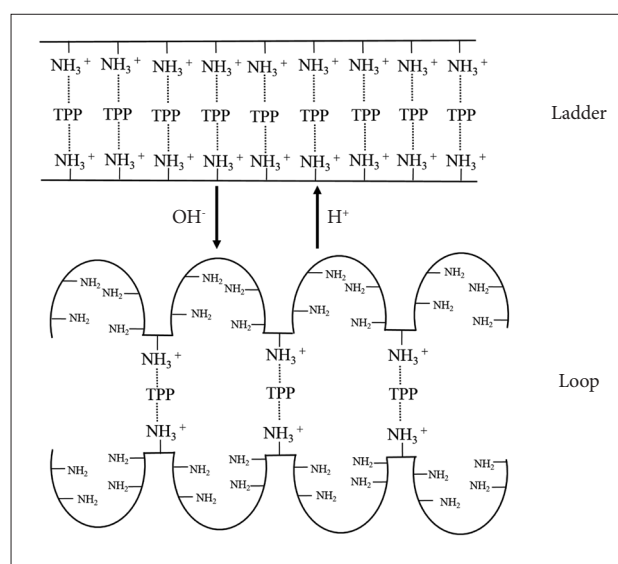 NH₃⁺ NH₃⁺ NH₃⁺ NH₃⁺ NH₃⁺ NH₃⁺ NH₃⁺ NH₃⁺ NH₃⁺
TPP TPP TPP TPP TPP TPP TPP TPP TPP Ladder
NH₃⁺ NH₃⁺ NH₃⁺ NH₃⁺ NH₃⁺ NH₃⁺ NH₃⁺ NH₃⁺ NH₃⁺
OH⁻ H⁺
NH₂ NH₂ NH₂ NH₂
NH₂ NH₂ NH₂ NH₂
NH₂ NH₂ NH₂ NH₂
NH₂ NH₂ NH₂ NH₂
NH₃⁺ NH₃⁺ NH₃⁺
TPP TPP TPP Loop
NH₃⁺ NH₃⁺ NH₃⁺
NH₂ NH₂ NH₂ NH₂
NH₂ NH₂ NH₂ NH₂
NH₂ NH₂ NH₂ NH₂
NH₂ NH₂ NH₂ NH₂